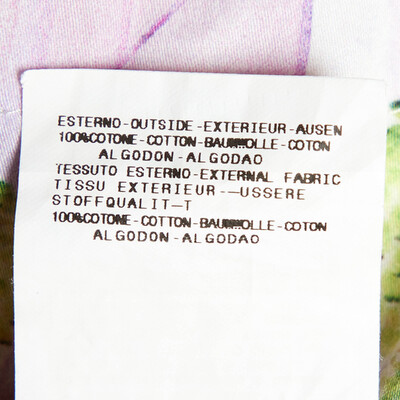 ESTERNO-OUTSIDE-EXTERIEUR-AUSEN
100%COTONE-COTTON-BAUMWOLLE-COTON
ALGODON-ALGODAO
TESSUTO ESTERNO-EXTERNAL FABRIC
TISSU EXTERIEUR-—USSERE
STOFFQUALIT—T
100%COTONE-COTTON-BAUMWOLLE-COTON
ALGODON-ALGODAO